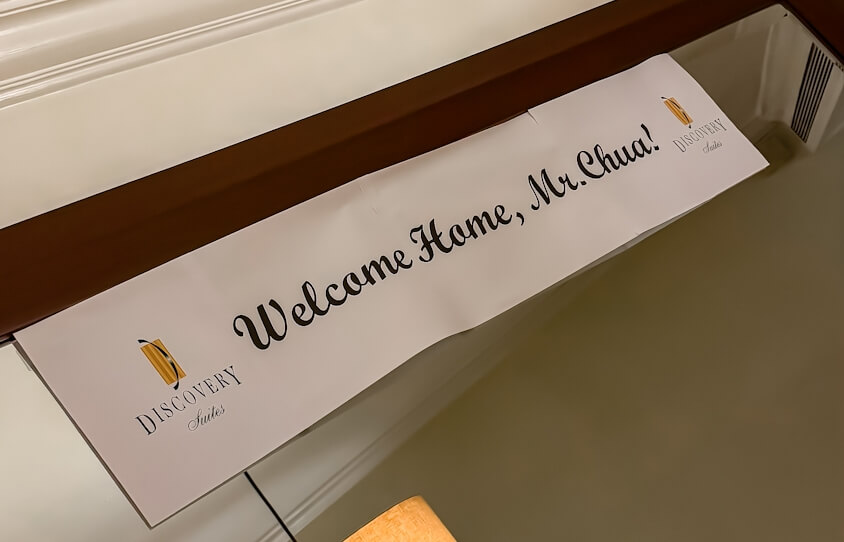 Welcome Home, Mr. Chua!
DISCOVERY
Suites
DISCOVERY
Suites